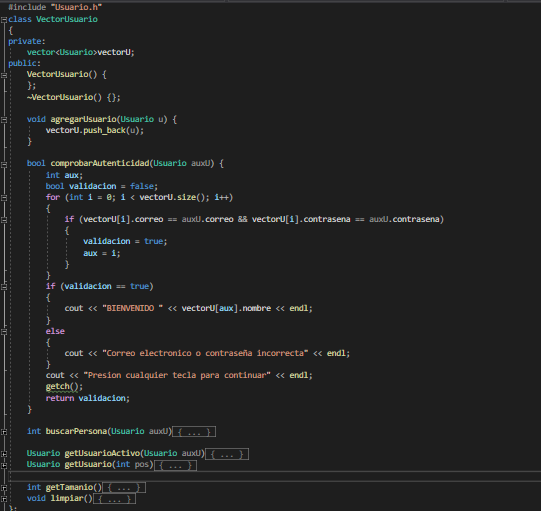 #include "Usuario.h"
class VectorUsuario
{
private:
    vector<Usuario>vectorU;
public:
    VectorUsuario() {
    };
    ~VectorUsuario() {};
    void agregarUsuario(Usuario u) {
        vectorU.push_back(u);
    }
    bool comprobarAutenticidad(Usuario auxU) {
        int aux;
        bool validacion = false;
        for (int i = 0; i < vectorU.size(); i++)
        {
            if (vectorU[i].correo == auxU.correo && vectorU[i].contrasena == auxU.contrasena)
            {
                validacion = true;
                aux = i;
            }
        }
        if (validacion == true)
        {
            cout << "BIENVENIDO " << vectorU[aux].nombre << endl;
        }
        else
        {
            cout << "Correo electronico o contraseña incorrecta" << endl;
        }
        cout << "Presion cualquier tecla para continuar" << endl;
        getch();
        return validacion;
    }
    int buscarPersona(Usuario auxU){ ... }
    Usuario getUsuarioActivo(Usuario auxU){ ... }
    Usuario getUsuario(int pos){ ... }
    int getTamanio(){ ... }
    void limpiar(){ ... }
};